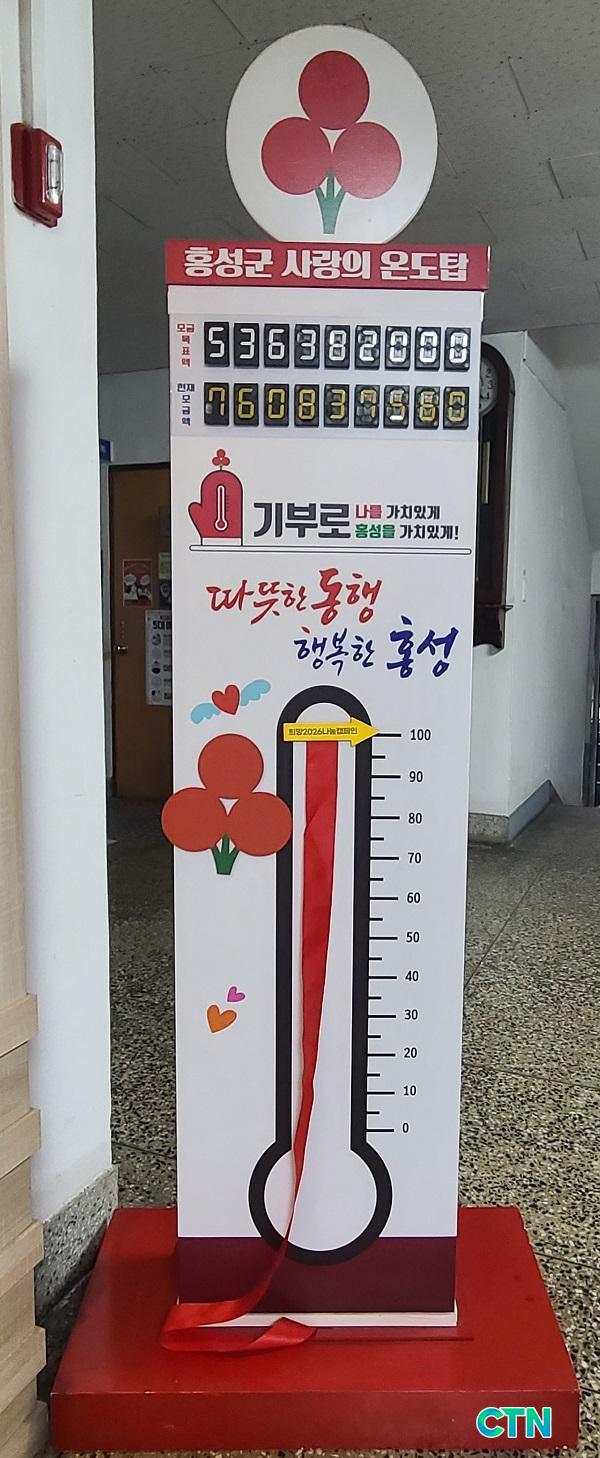 홍성군 사랑의 온도탑
모금목표액
536382000
현재모금액
760837560
기부로 나를 가치있게
홍성을 가치있게!
따뜻한 동행
행복한 홍성
희망2026나눔캠페인
100
90
80
70
60
50
40
30
20
10
0
CTN